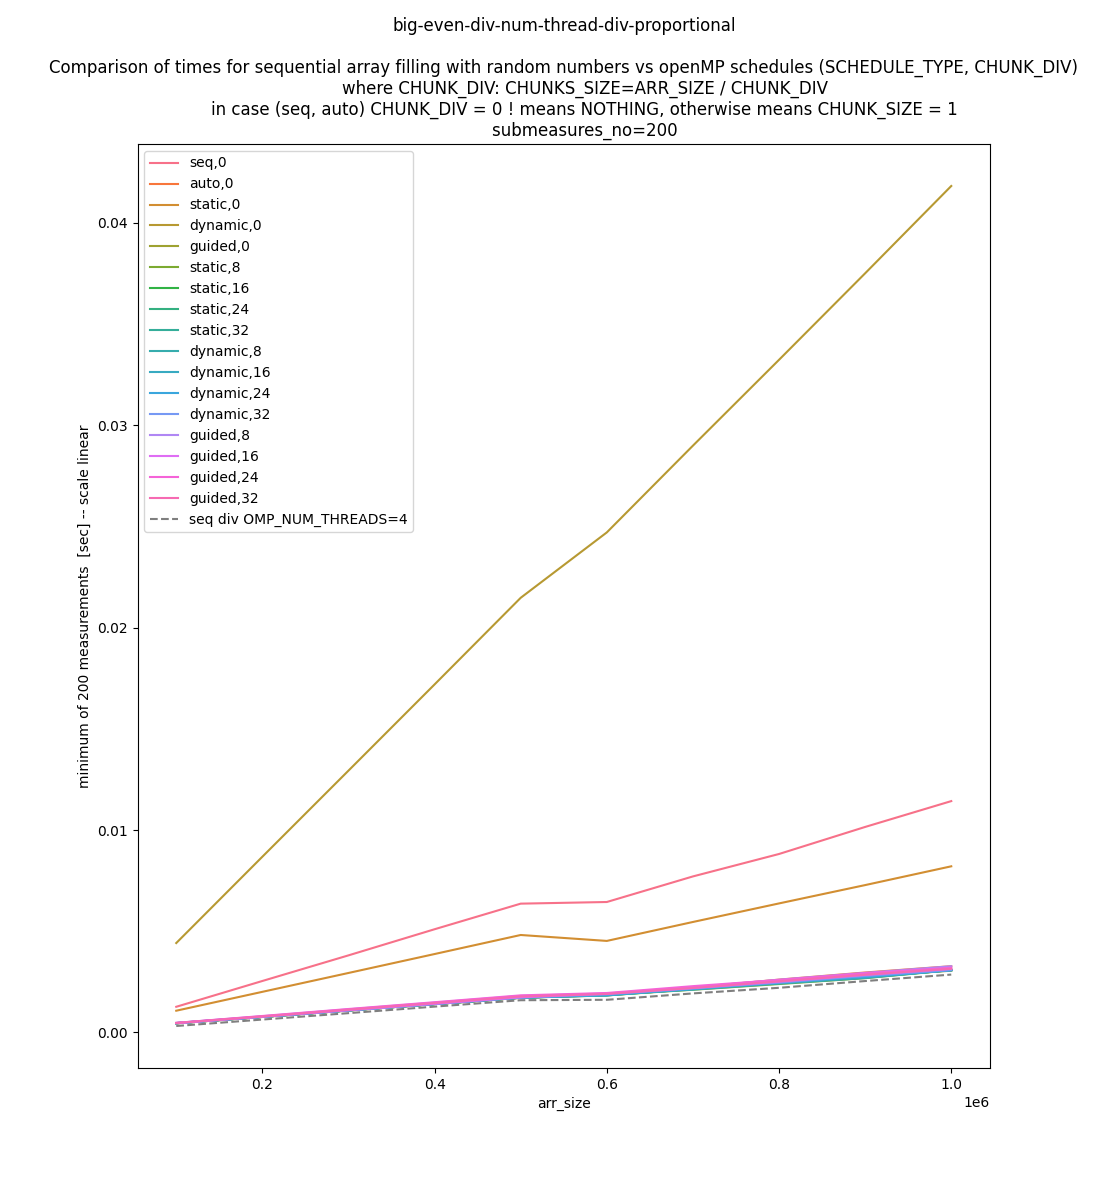 big-even-div-num-thread-div-proportional
Comparison of times for sequential array filling with random numbers vs openMP schedules (SCHEDULE_TYPE, CHUNK_DIV)
where CHUNK_DIV: CHUNKS_SIZE=ARR_SIZE / CHUNK_DIV
in case (seq, auto) CHUNK_DIV = 0 ! means NOTHING, otherwise means CHUNK_SIZE = 1
submeasures_no=200
seq,0
auto,0
static,0
dynamic,0
guided,0
static,8
static,16
static,24
static,32
dynamic,8
dynamic,16
dynamic,24
dynamic,32
guided,8
guided,16
guided,24
guided,32
seq div OMP_NUM_THREADS=4
minimum of 200 measurements  [sec] -- scale linear
0.04
0.03
0.02
0.01
0.00
0.2
0.4
0.6
0.8
1.0
1e6
arr_size